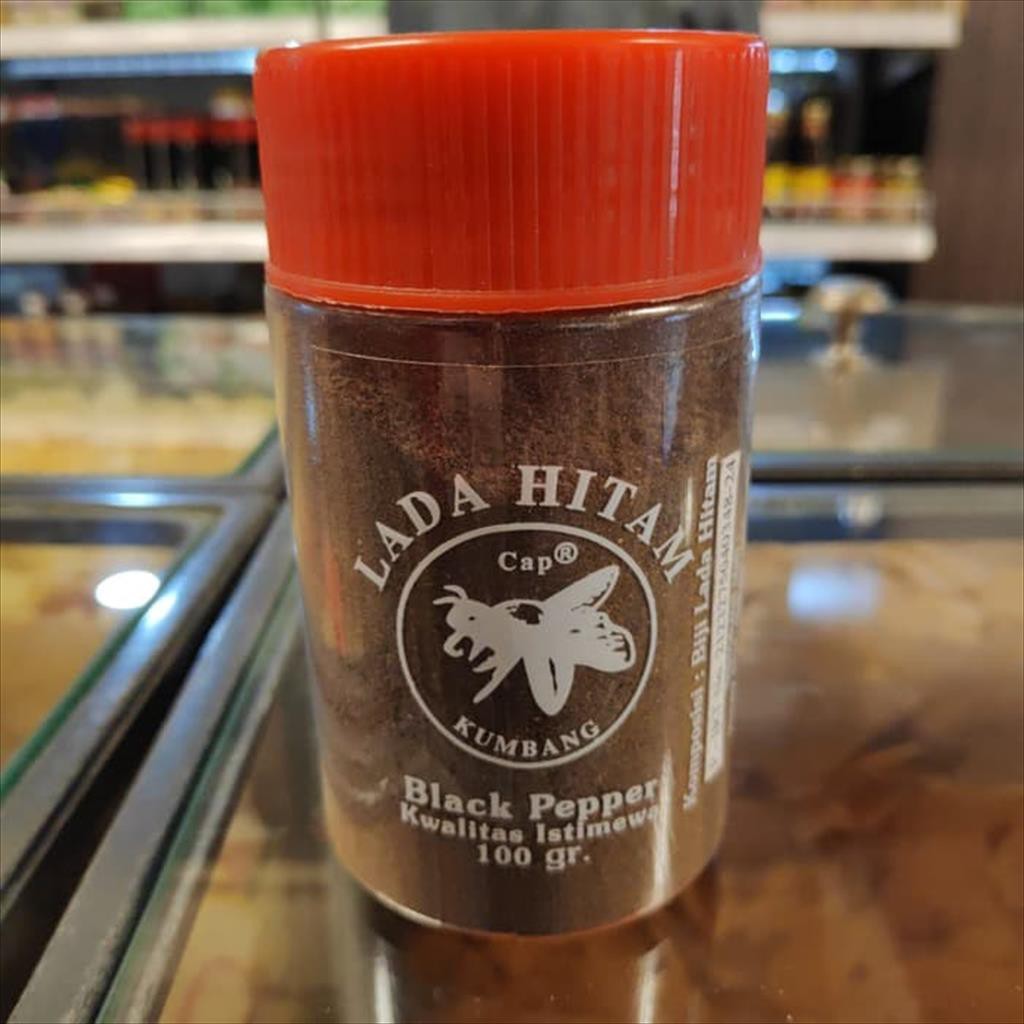 LADA HITAM
Cap®
KUMBANG
Black Pepper
Kwalitas Istimewa
100 gr.
Komposisi : Biji Lada Hitam